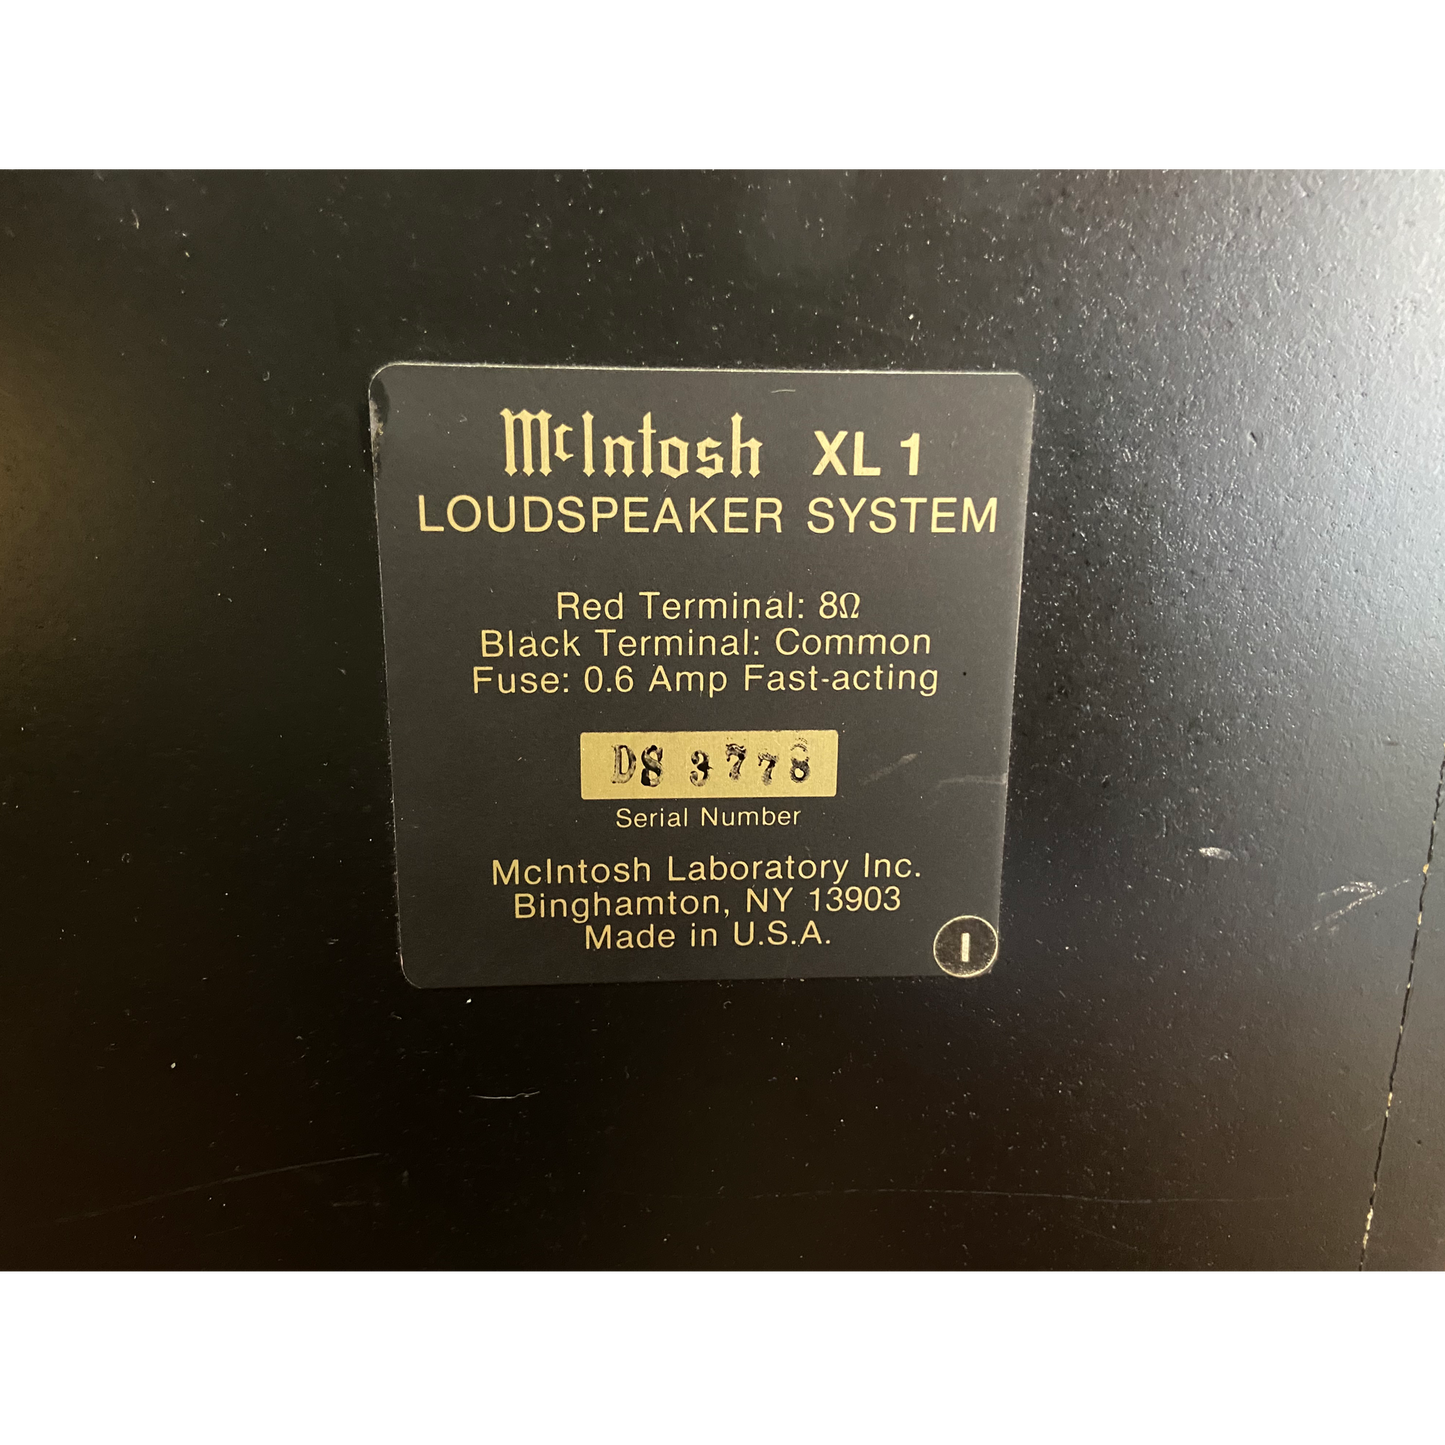 McIntosh XL 1
LOUDSPEAKER SYSTEM
Red Terminal: 8Ω
Black Terminal: Common
Fuse: 0.6 Amp Fast-acting
DS 3778
Serial Number
McIntosh Laboratory Inc.
Binghamton, NY 13903
Made in U.S.A.
I